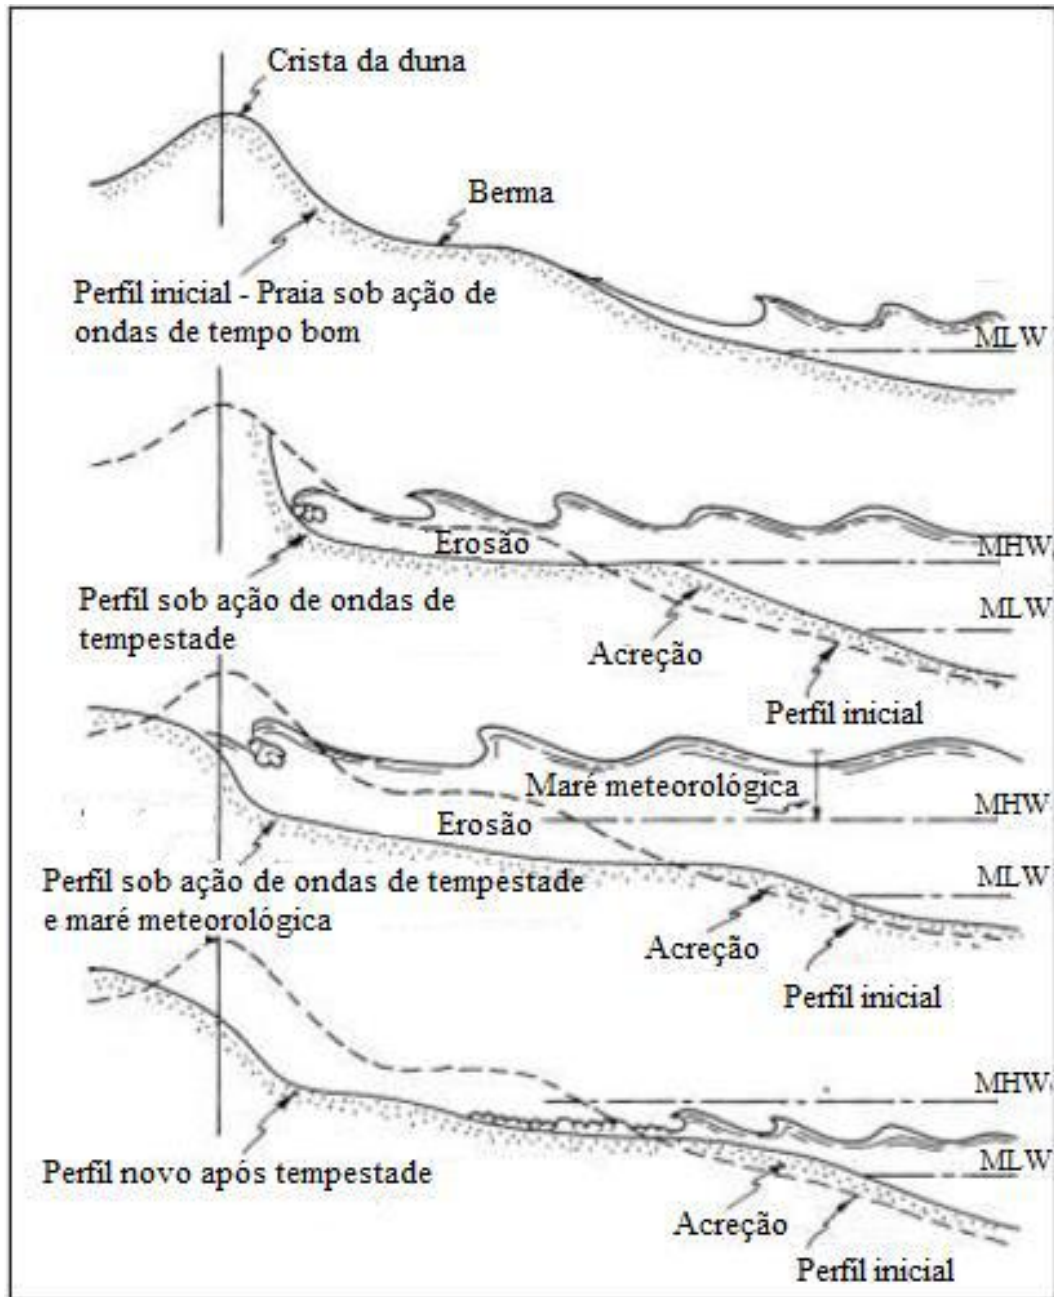 Crista da duna
Berma
Perfil inicial - Praia sob ação de
ondas de tempo bom
MLW
Erosão
MHW
Perfil sob ação de ondas de
tempestade
MLW
Acreção
Perfil inicial
Maré meteorológica
MHW
Erosão
Perfil sob ação de ondas de tempestade
e maré meteorológica
MLW
Acreção
Perfil inicial
MHW
Perfil novo após tempestade
MLW
Acreção
Perfil inicial